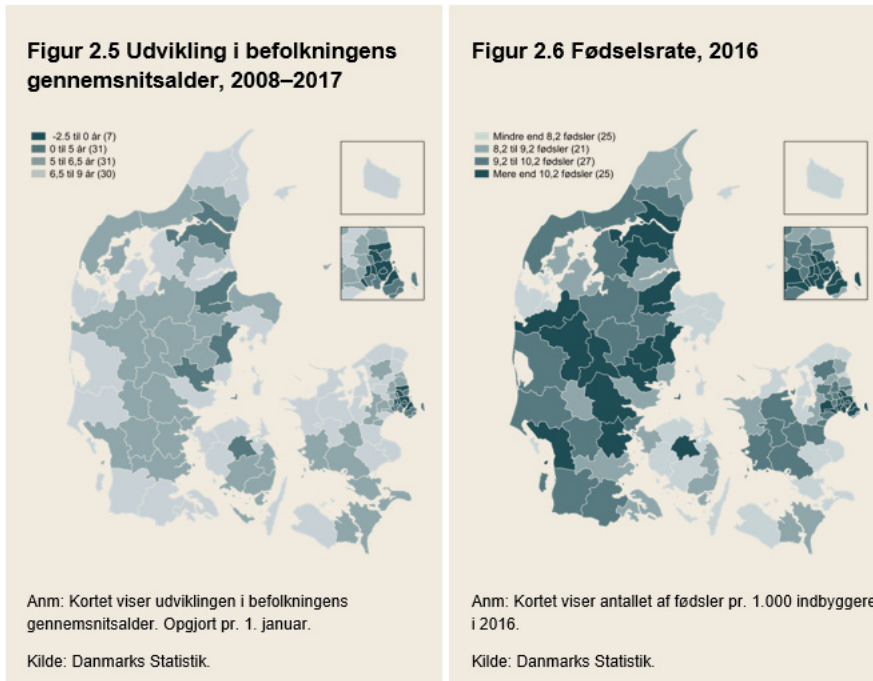 Figur 2.5 Udvikling i befolkningens
gennemsnitsalder, 2008–2017
-2.5 til 0 år (7)
0 til 5 år (31)
5 til 6,5 år (31)
6,5 til 9 år (30)
Anm: Kortet viser udviklingen i befolkningens
gennemsnitsalder. Opgjort pr. 1. januar.
Kilde: Danmarks Statistik.
Figur 2.6 Fødselsrate, 2016
Mindre end 8,2 fødsler (25)
8,2 til 9,2 fødsler (21)
9,2 til 10,2 fødsler (27)
Mere end 10,2 fødsler (25)
Anm: Kortet viser antallet af fødsler pr. 1.000 indbyggere
i 2016.
Kilde: Danmarks Statistik.